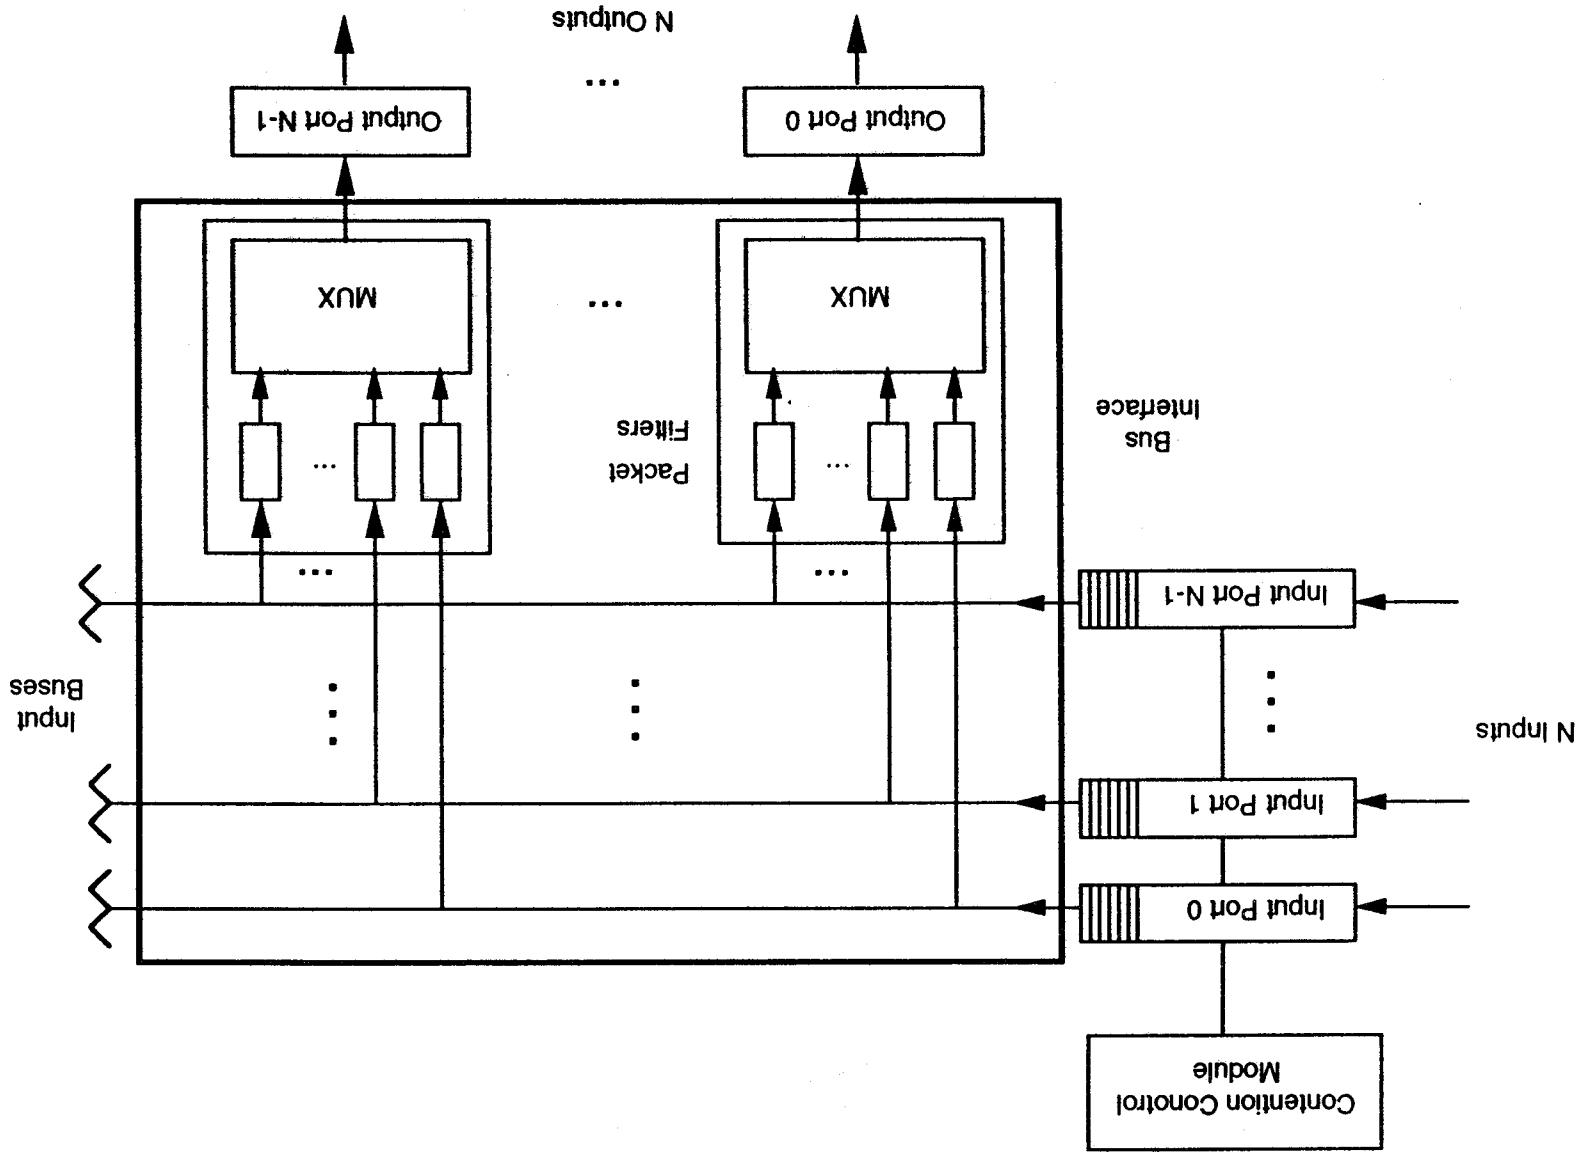 Contention Conotrol
Module
Input Port 0
Input Port 1
N Inputs
Input
Buses
Input Port N-1
Bus
Interface
Packet
Filters
...
...
...
...
MUX
...
MUX
Output Port 0
Output Port N-1
...
N Outputs